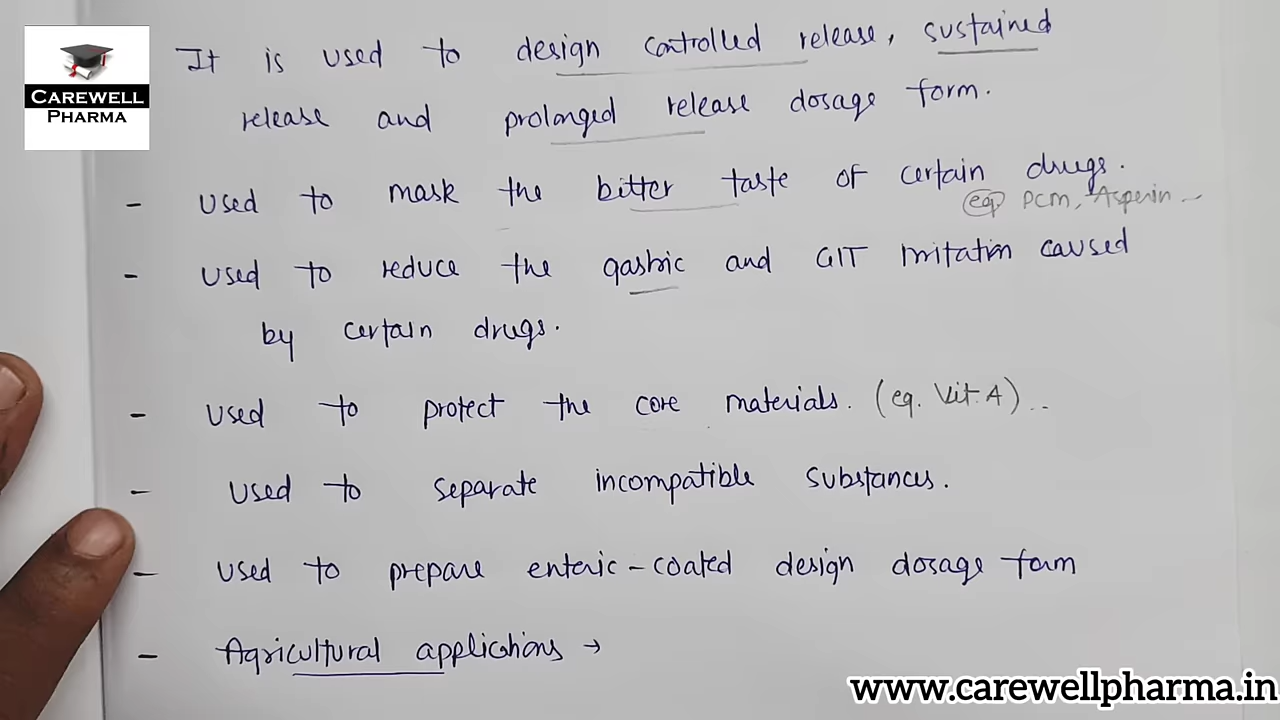 CAREWELL
PHARMA
It is used to design controlled release, sustained
release and prolonged release dosage form.
- used to mask the bitter taste of certain drugs.
eg PCM, Asperin --
- used to reduce the gastric and GIT irritation caused
by certain drugs.
- used to protect the core materials. (eg. Vit. A) ..
- used to separate incompatible substances.
- used to prepare enteric-coated design dosage form
- Agricultural applications →
www.carewellpharma.in